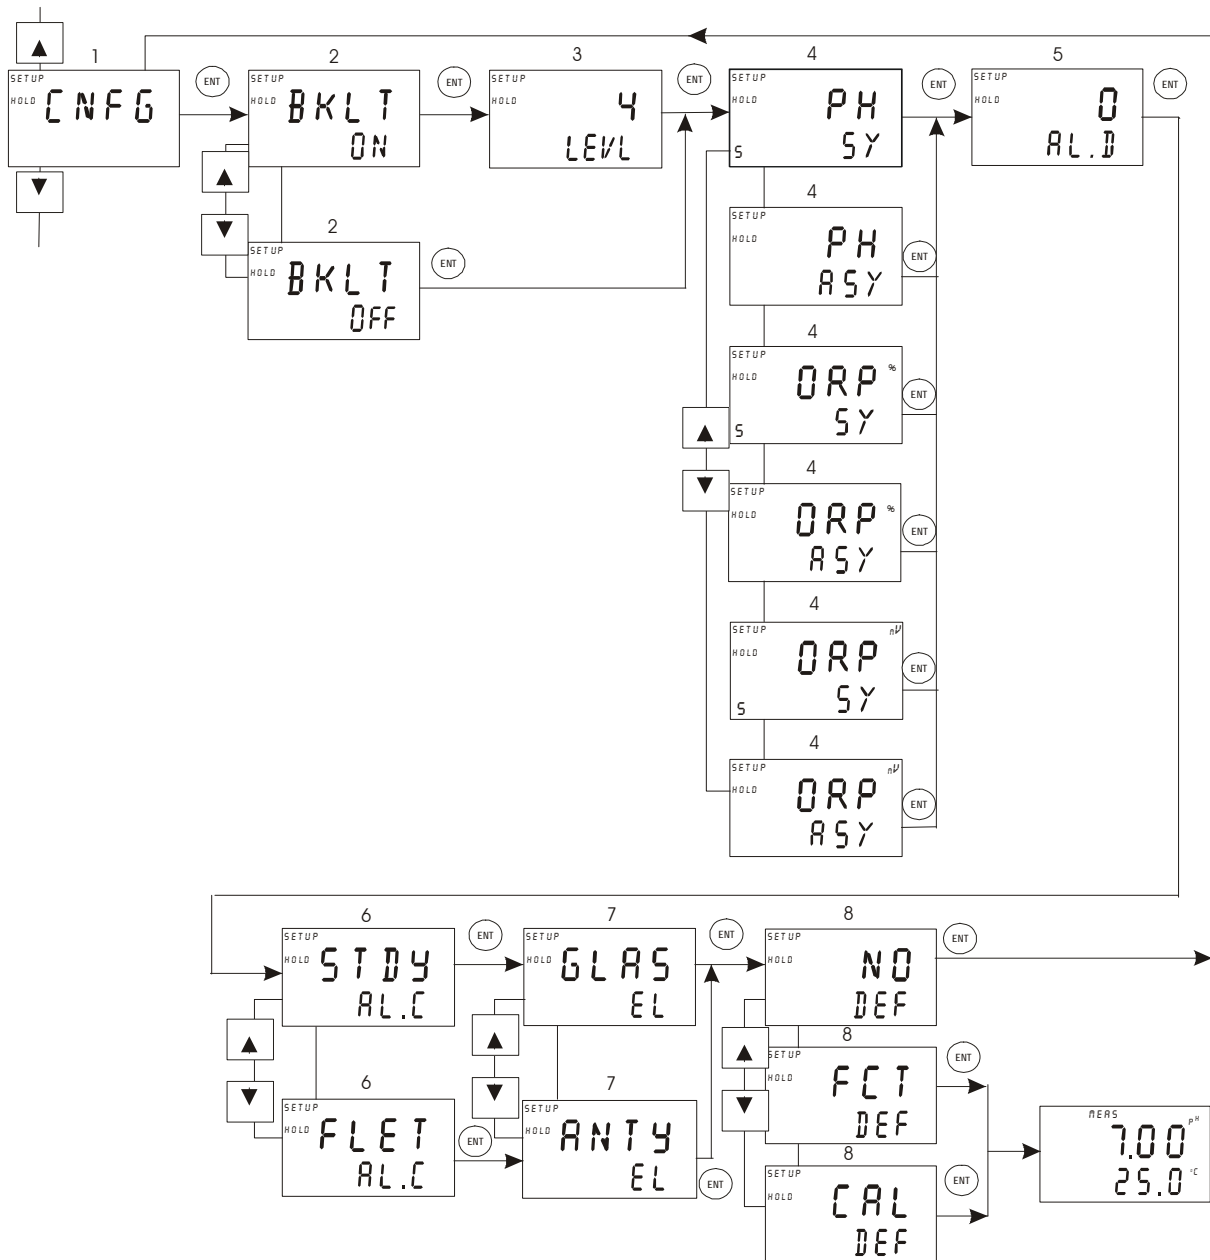 1
SETUP
HOLD CNFG
ENT
2
SETUP
HOLD BKLT
ON
ENT
3
SETUP
HOLD 4
LEVL
ENT
4
SETUP
HOLD PH
S SY
ENT
5
SETUP
HOLD 0
AL.D
ENT
2
SETUP
HOLD BKLT
OFF
ENT
4
SETUP
HOLD PH
ASY
ENT
4
SETUP
HOLD ORP %
S SY
ENT
4
SETUP
HOLD ORP %
ASY
ENT
4
SETUP mV
HOLD ORP
S SY
ENT
4
SETUP mV
HOLD ORP
ASY
ENT
6
SETUP
HOLD STDY
AL.C
ENT
7
SETUP
HOLD GLAS
EL
ENT
8
SETUP
HOLD NO
DEF
ENT
6
SETUP
HOLD FLET
AL.C
ENT
7
SETUP
HOLD ANTY
EL
ENT
8
SETUP
HOLD FCT
DEF
ENT
8
SETUP
HOLD CAL
DEF
ENT
MEAS
7.00 pH
25.0 °C